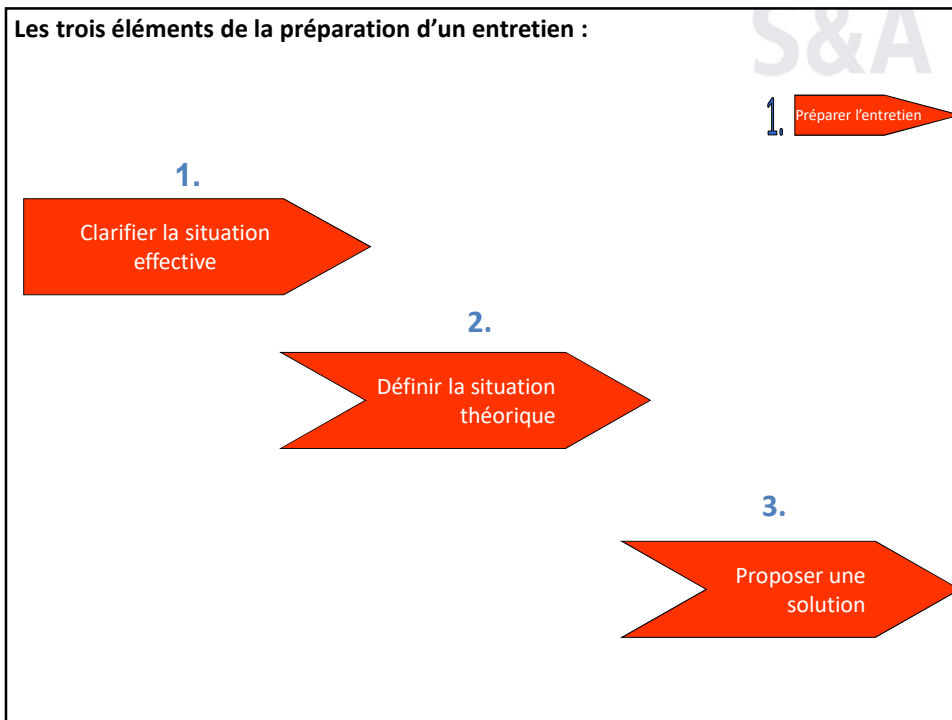 Les trois éléments de la préparation d’un entretien :
S&A
1.
Préparer l’entretien
1.
Clarifier la situation
effective
2.
Définir la situation
théorique
3.
Proposer une
solution